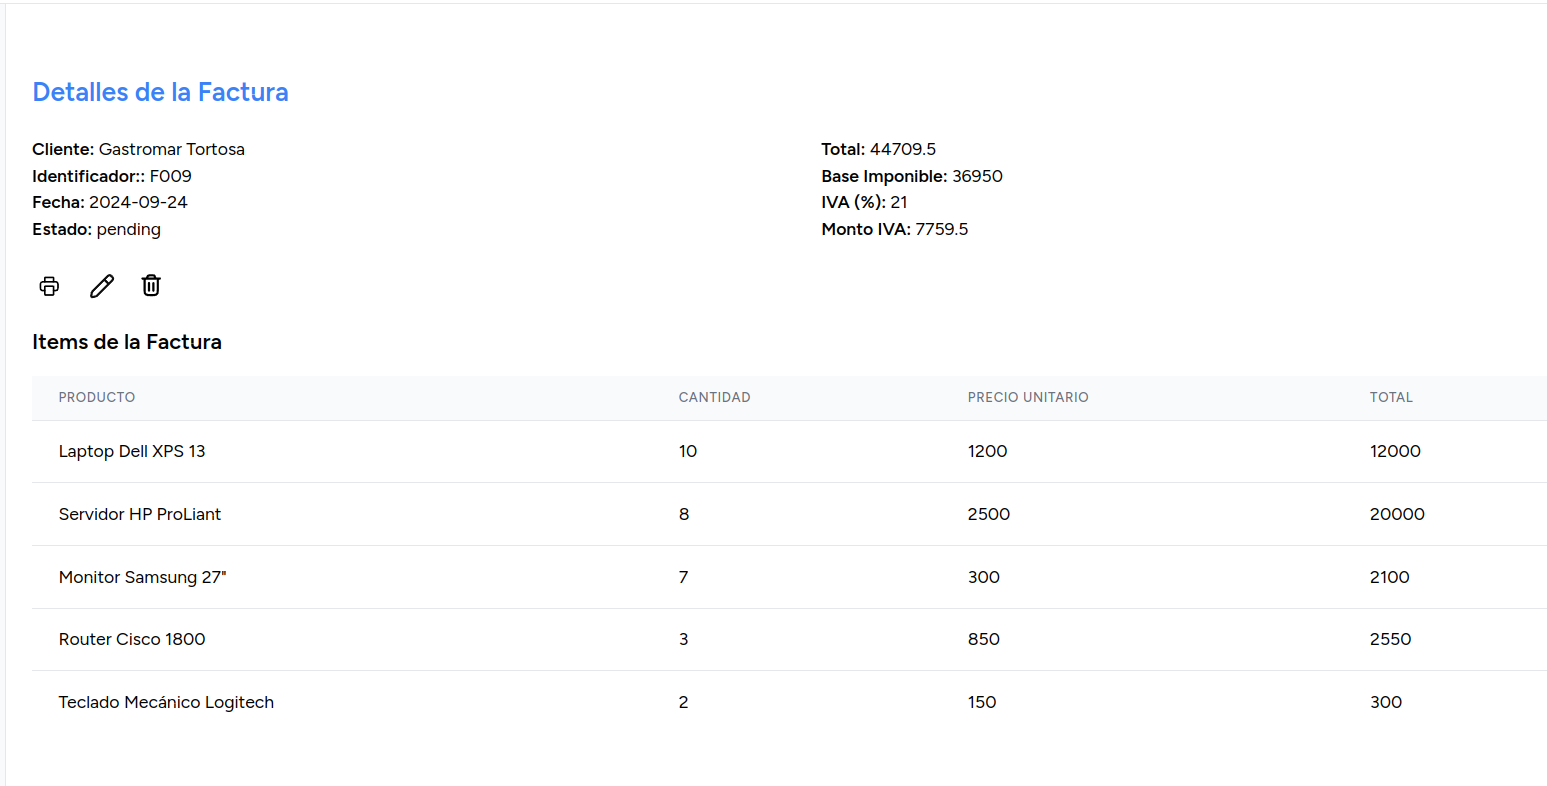 Detalles de la Factura
Cliente: Gastromar Tortosa
Identificador:: F009
Fecha: 2024-09-24
Estado: pending
Total: 44709.5
Base Imponible: 36950
IVA (%): 21
Monto IVA: 7759.5
Items de la Factura
PRODUCTO CANTIDAD PRECIO UNITARIO TOTAL
Laptop Dell XPS 13 10 1200 12000
Servidor HP ProLiant 8 2500 20000
Monitor Samsung 27" 7 300 2100
Router Cisco 1800 3 850 2550
Teclado Mecánico Logitech 2 150 300